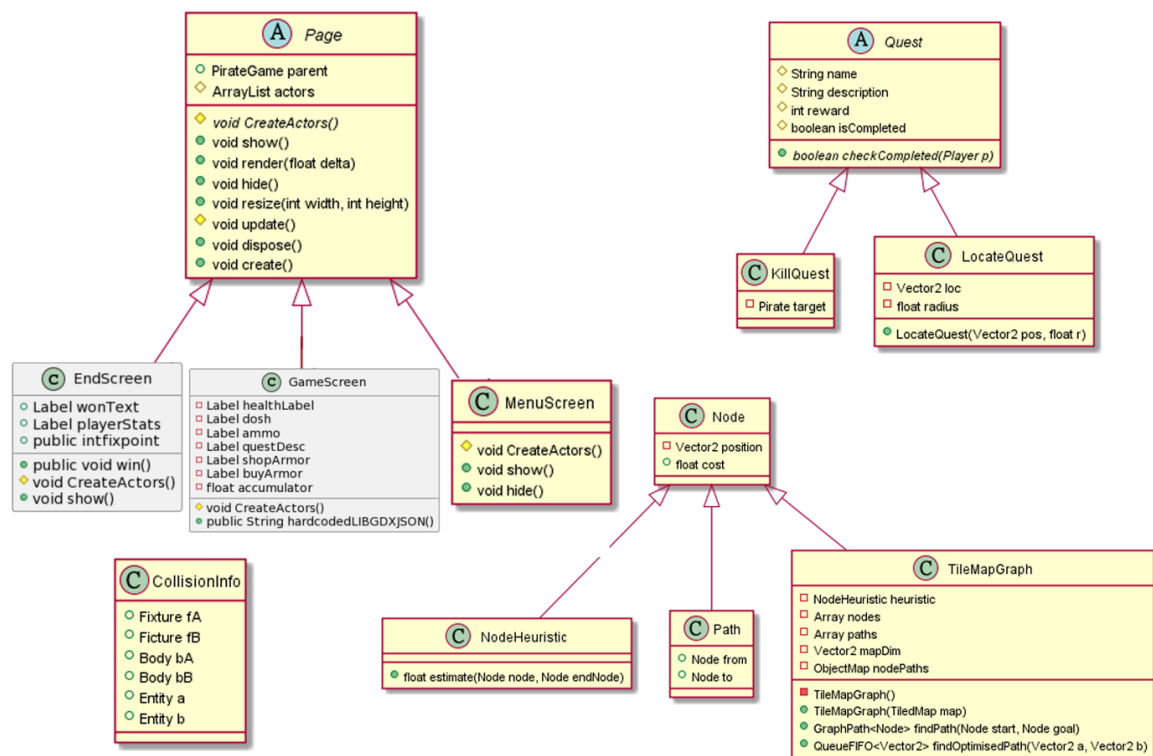 A Page
PirateGame parent
ArrayList actors
void CreateActors()
void show()
void render(float delta)
void hide()
void resize(int width, int height)
void update()
void dispose()
void create()
A Quest
String name
String description
int reward
boolean isCompleted
boolean checkCompleted(Player p)
C KillQuest
Pirate target
C LocateQuest
Vector2 loc
float radius
LocateQuest(Vector2 pos, float r)
C EndScreen
Label wonText
Label playerStats
public intfixpoint
public void win()
void CreateActors()
void show()
C GameScreen
Label healthLabel
Label dosh
Label ammo
Label questDesc
Label shopArmor
Label buyArmor
float accumulator
void CreateActors()
public String hardcodedLIBGDXJSON()
C MenuScreen
void CreateActors()
void show()
void hide()
C Node
Vector2 position
float cost
C CollisionInfo
Fixture fA
Ficture fB
Body bA
Body bB
Entity a
Entity b
C NodeHeuristic
float estimate(Node node, Node endNode)
C Path
Node from
Node to
C TileMapGraph
NodeHeuristic heuristic
Array nodes
Array paths
Vector2 mapDim
ObjectMap nodePaths
TileMapGraph()
TileMapGraph(TiledMap map)
GraphPath<Node> findPath(Node start, Node goal)
QueueFIFO<Vector2> findOptimisedPath(Vector2 a, Vector2 b)